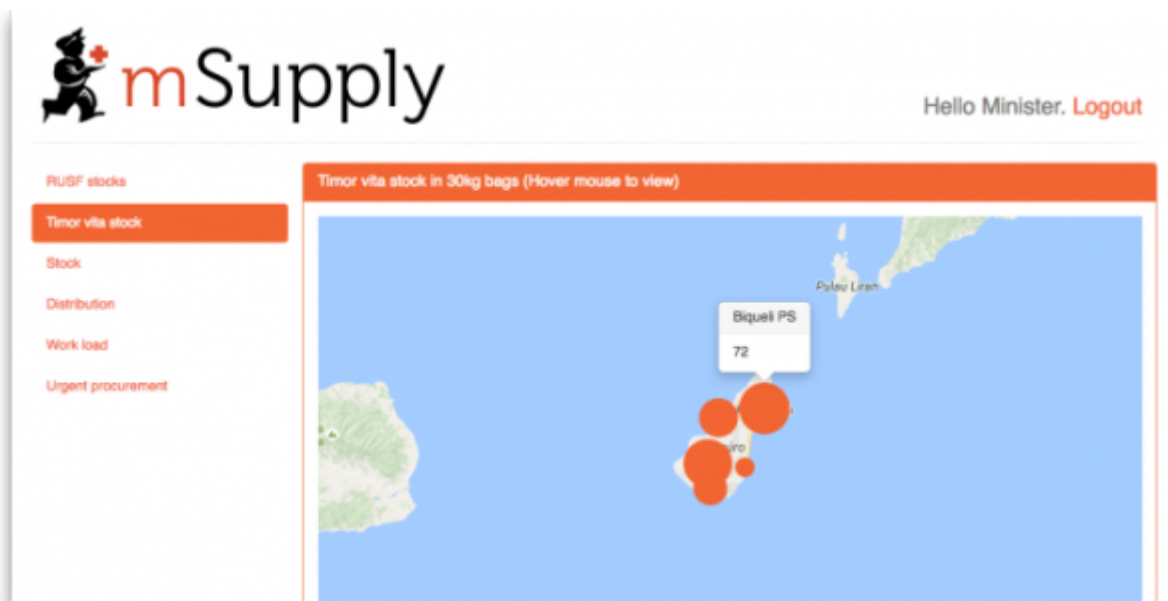 mSupply
Hello Minister. Logout
RUSF stocks
Timor vita stock
Stock
Distribution
Work load
Urgent procurement
Timor vita stock in 30kg bags (Hover mouse to view)
Pulau Liran
Biqueli PS
72